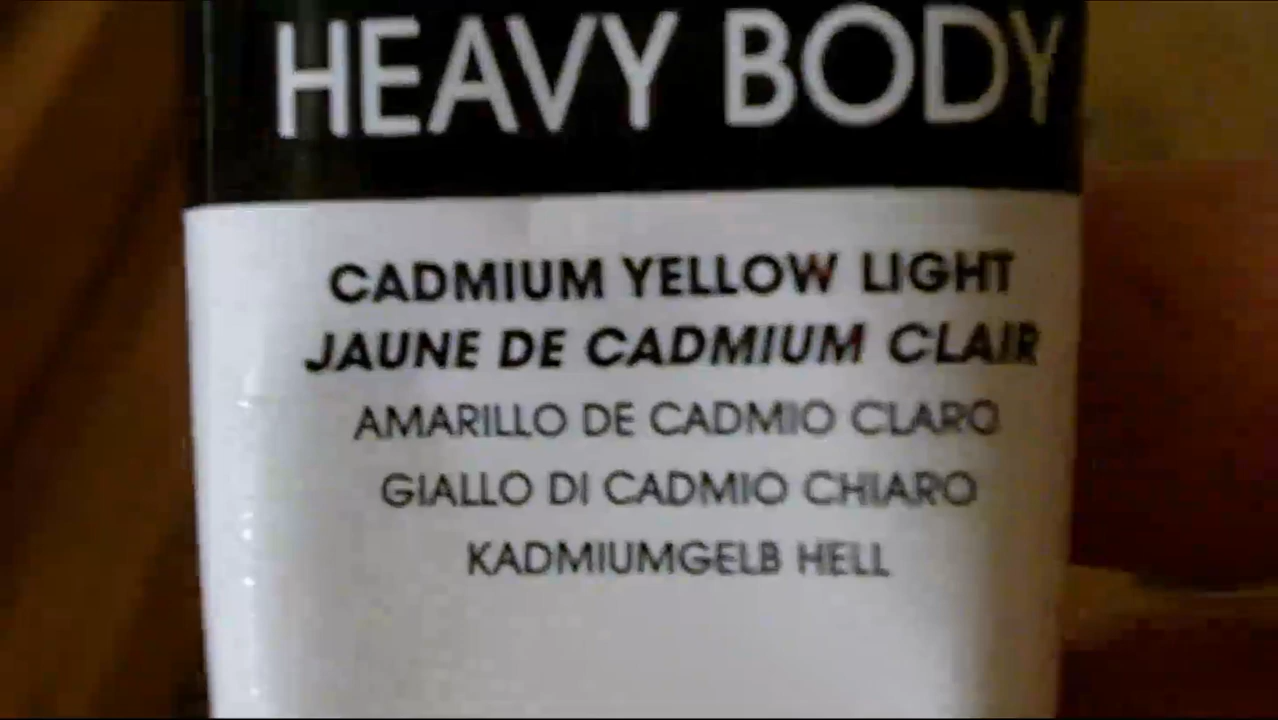 HEAVY BODY
CADMIUM YELLOW LIGHT
JAUNE DE CADMIUM CLAIR
AMARILLO DE CADMIO CLARO
GIALLO DI CADMIO CHIARO
KADMIUMGELB HELL